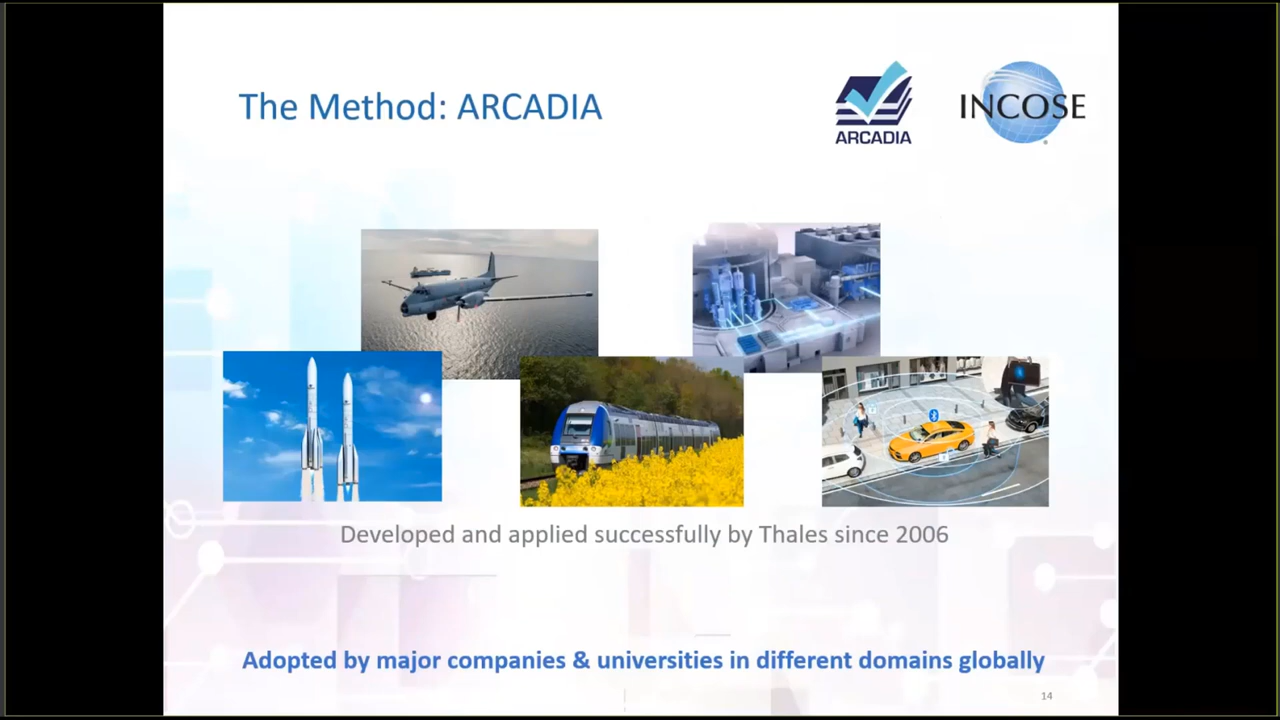 The Method: ARCADIA
ARCADIA
INCOSE
Developed and applied successfully by Thales since 2006
Adopted by major companies & universities in different domains globally
14